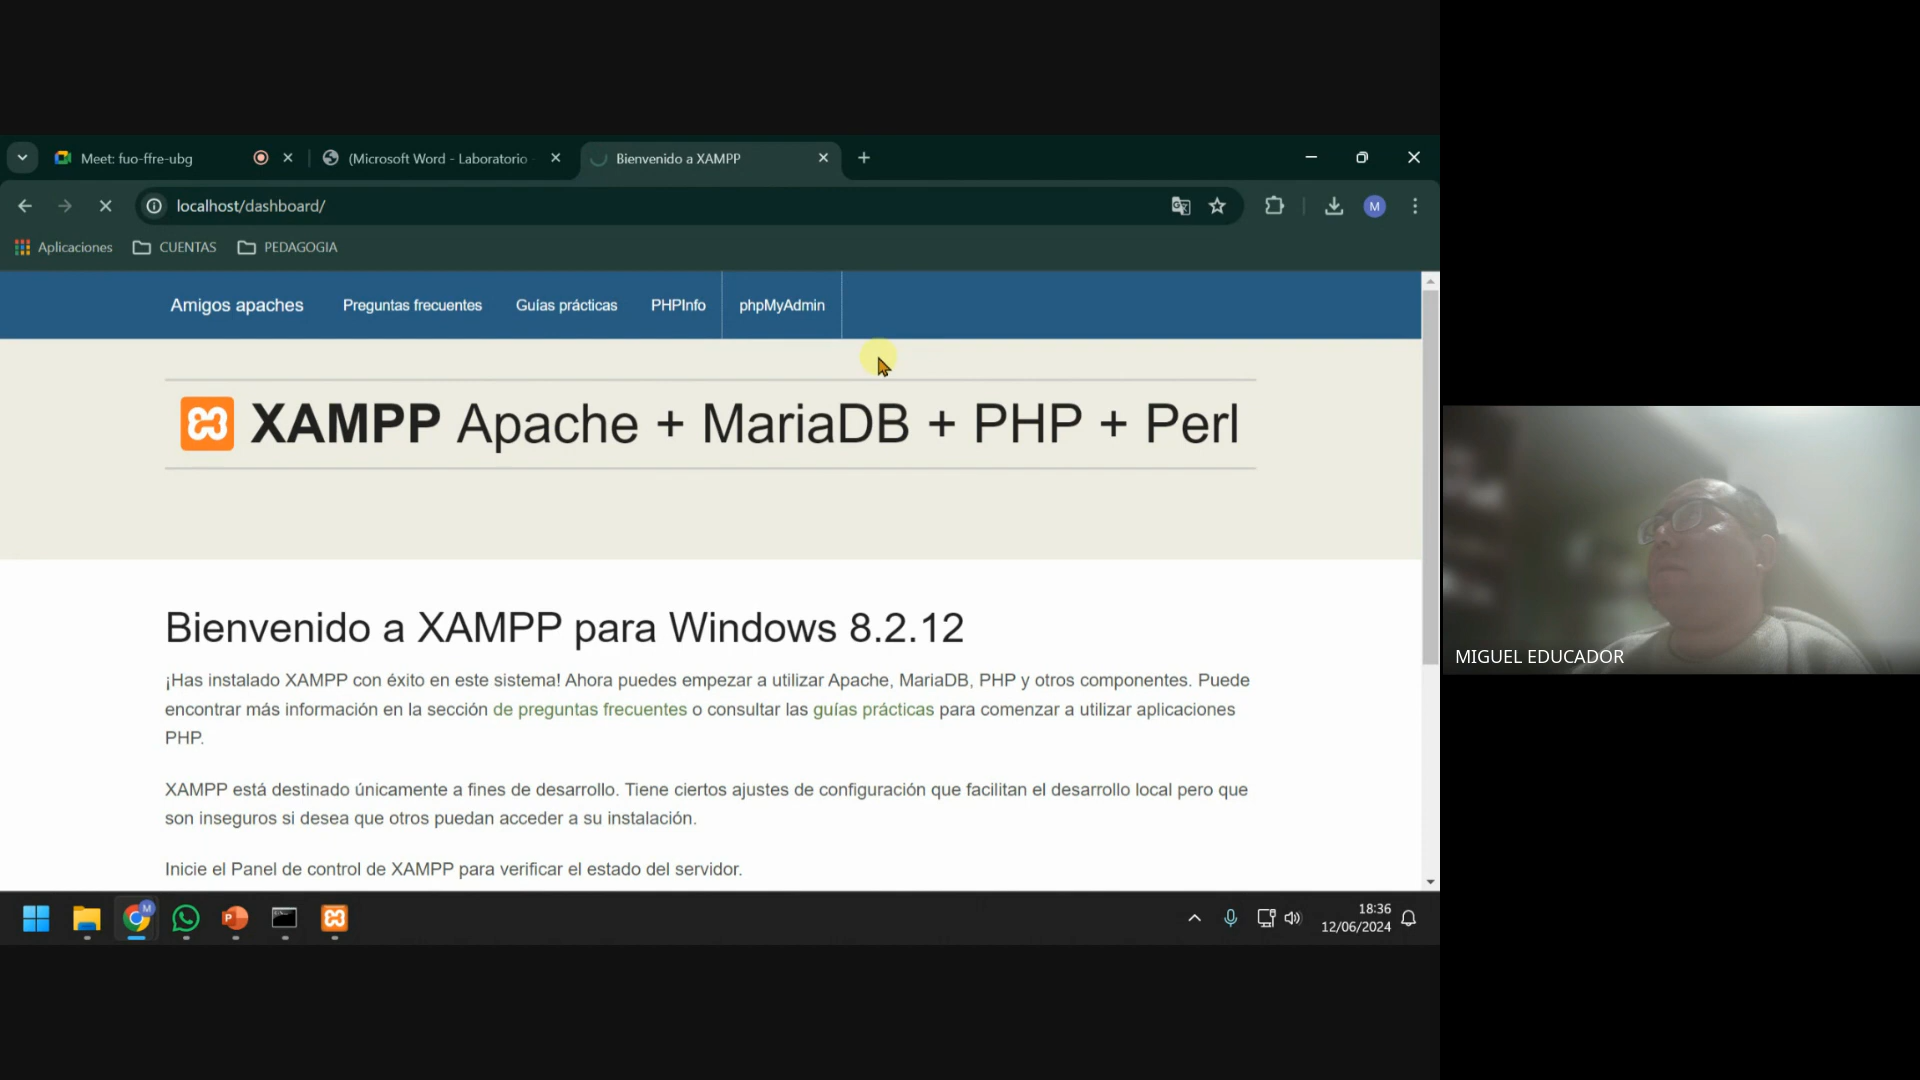 Meet: fuo-ffre-ubg
(Microsoft Word - Laboratorio -
Bienvenido a XAMPP
localhost/dashboard/
M
Aplicaciones
CUENTAS
PEDAGOGIA
Amigos apaches
Preguntas frecuentes
Guías prácticas
PHPInfo
phpMyAdmin
XAMPP Apache + MariaDB + PHP + Perl
Bienvenido a XAMPP para Windows 8.2.12
¡Has instalado XAMPP con éxito en este sistema! Ahora puedes empezar a utilizar Apache, MariaDB, PHP y otros componentes. Puede
encontrar más información en la sección de preguntas frecuentes o consultar las guías prácticas para comenzar a utilizar aplicaciones
PHP.
XAMPP está destinado únicamente a fines de desarrollo. Tiene ciertos ajustes de configuración que facilitan el desarrollo local pero que
son inseguros si desea que otros puedan acceder a su instalación.
Inicie el Panel de control de XAMPP para verificar el estado del servidor.
18:36
12/06/2024
MIGUEL EDUCADOR